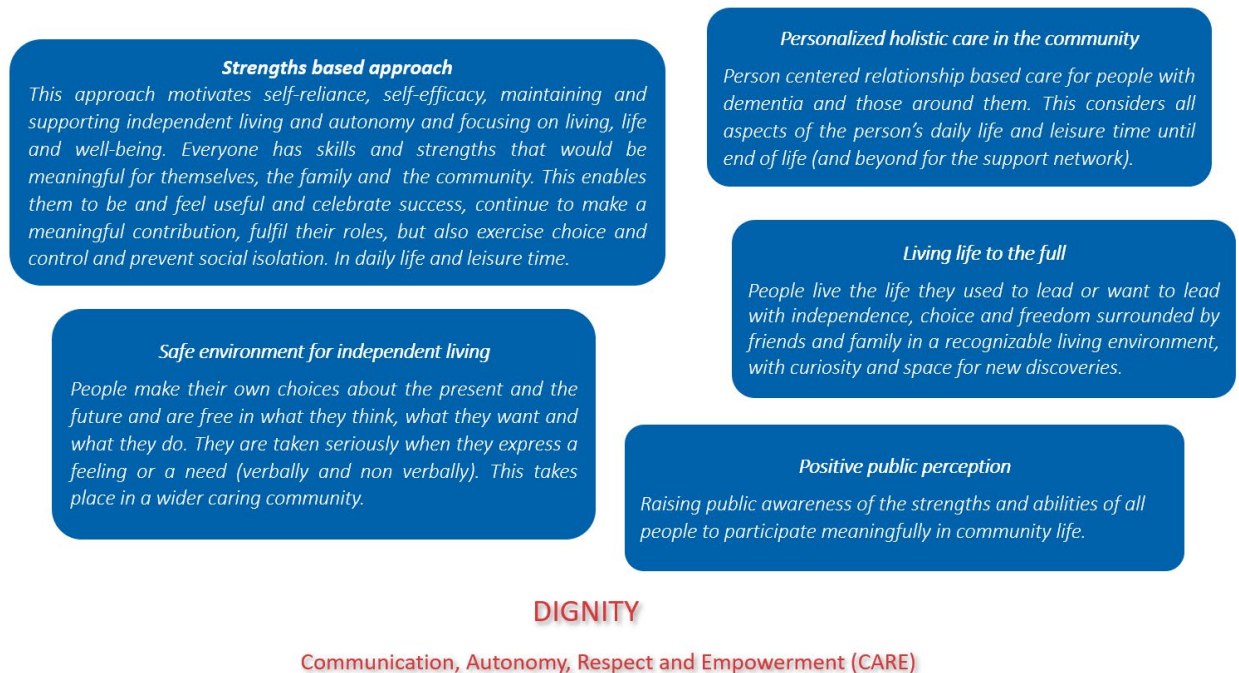 Strengths based approach
This approach motivates self-reliance, self-efficacy, maintaining and
supporting independent living and autonomy and focusing on living, life
and well-being. Everyone has skills and strengths that would be
meaningful for themselves, the family and the community. This enables
them to be and feel useful and celebrate success, continue to make a
meaningful contribution, fulfil their roles, but also exercise choice and
control and prevent social isolation. In daily life and leisure time.
Personalized holistic care in the community
Person centered relationship based care for people with
dementia and those around them. This considers all
aspects of the person's daily life and leisure time until
end of life (and beyond for the support network).
Living life to the full
People live the life they used to lead or want to lead
with independence, choice and freedom surrounded by
friends and family in a recognizable living environment,
with curiosity and space for new discoveries.
Safe environment for independent living
People make their own choices about the present and the
future and are free in what they think, what they want and
what they do. They are taken seriously when they express a
feeling or a need (verbally and non verbally). This takes
place in a wider caring community.
Positive public perception
Raising public awareness of the strengths and abilities of all
people to participate meaningfully in community life.
DIGNITY
Communication, Autonomy, Respect and Empowerment (CARE)